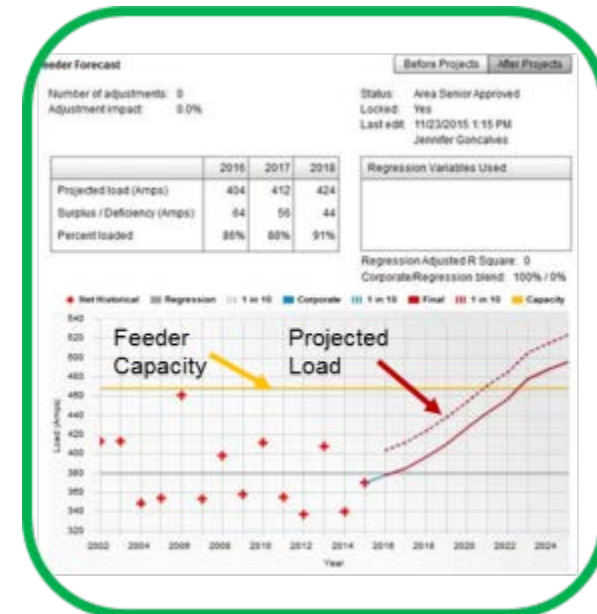 eeder Forecast
Before Projects After Projects
Number of adjustments: 0
Adjustment impact: 0.0%
Status: Area Senior Approved
Locked: Yes
Last edit: 11/23/2015 1:15 PM
Jennifer Goncalves
2016 2017 2018
Projected load (Amps) 404 412 424
Surplus / Deficiency (Amps) 64 56 44
Percent loaded 86% 88% 91%
Regression Variables Used
Regression Adjusted R Square: 0
Corporate/Regression blend: 100% / 0%
Net Historical Regression 1 in 10 Corporate 1 in 10 Final 1 in 10 Capacity
Feeder
Capacity
Projected
Load
Load (Amps)
540
520
500
480
460
440
420
400
380
360
340
320
2002 2004 2006 2008 2010 2012 2014 2016 2018 2020 2022 2024
Year